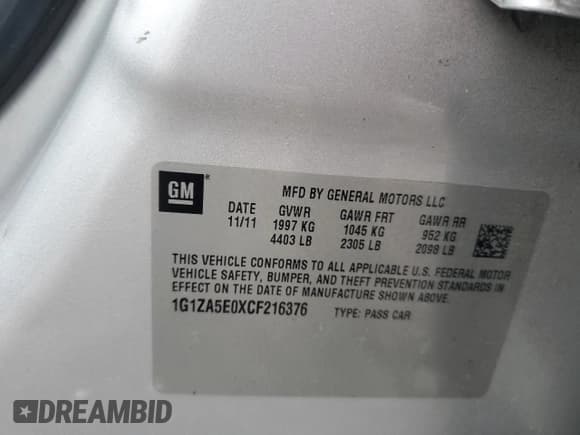 GM*
MFD BY GENERAL MOTORS LLC
DATE GVWR GAWR FRT GAWR RR
11/11 1997 KG 1045 KG 952 KG
4403 LB 2305 LB 2098 LB
THIS VEHICLE CONFORMS TO ALL APPLICABLE U.S. FEDERAL MOTOR
VEHICLE SAFETY, BUMPER, AND THEFT PREVENTION STANDARDS IN
EFFECT ON THE DATE OF MANUFACTURE SHOWN ABOVE.
1G1ZA5E0XCF216376 TYPE: PASS CAR
DREAMBID